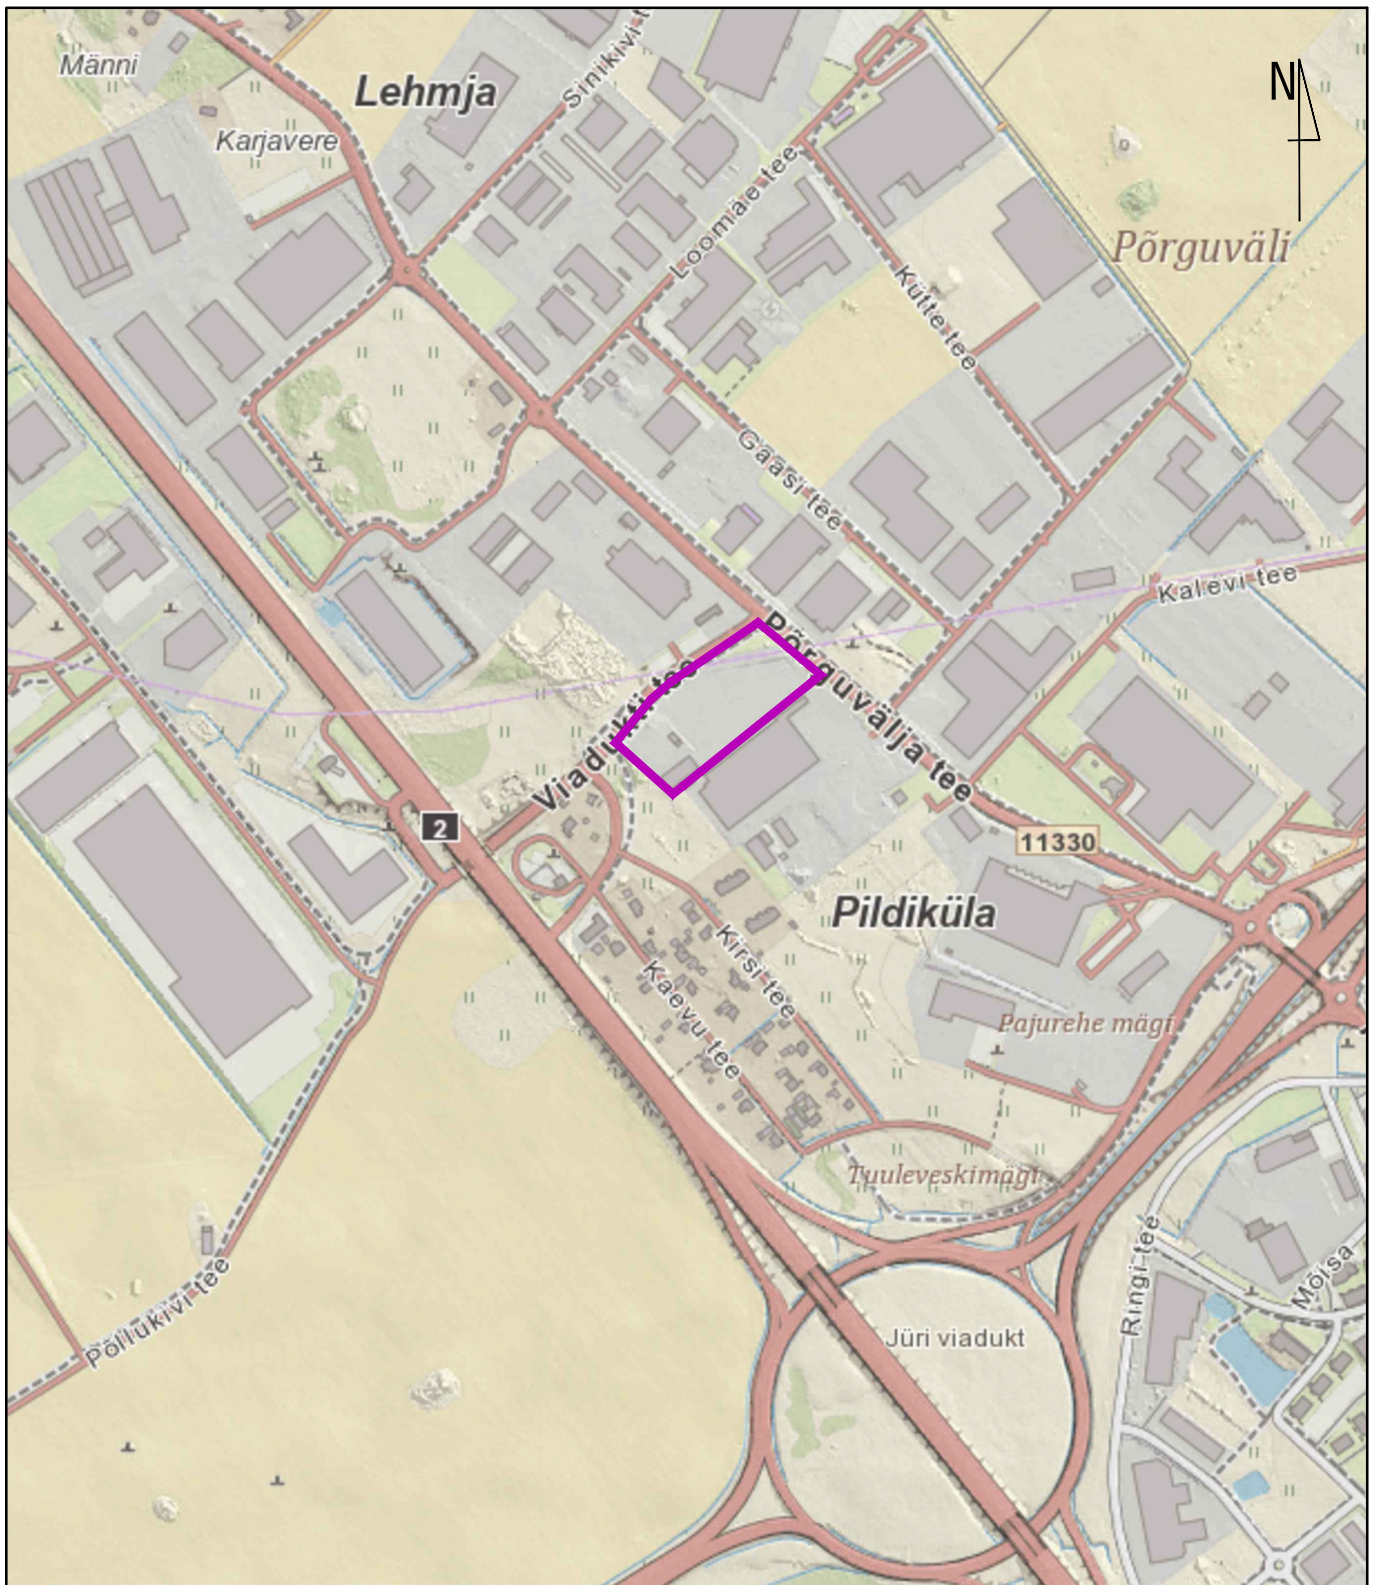 Männi
Lehmja
Sinikivi t
N
Karjavere
Loomäe tee
Põrguväli
Kütte tee
Gaasi tee
Kalevi tee
Põrguvälja tee
Viadukti tee
2
11330
Pildiküla
Kirsi tee
Kaevu tee
Pajurehe mägi
Tuuleveskimägi
Ringi tee
Mõisa
Põllukivi tee
Jüri viadukt